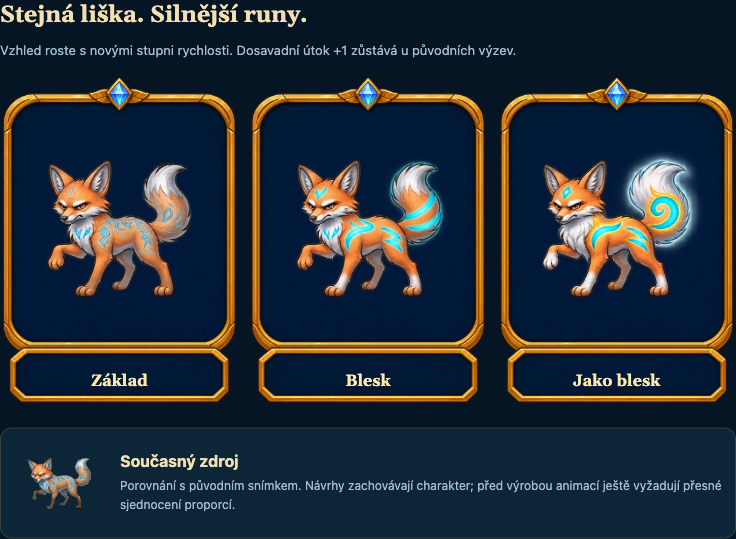 Stejná liška. Silnější runy.
Vzhled roste s novými stupni rychlosti. Dosavadní útok +1 zůstává u původních výzev.
Základ
Blesk
Jako blesk
Současný zdroj
Porovnání s původním snímkem. Návrhy zachovávají charakter; před výrobou animací ještě vyžadují přesné
sjednocení proporcí.